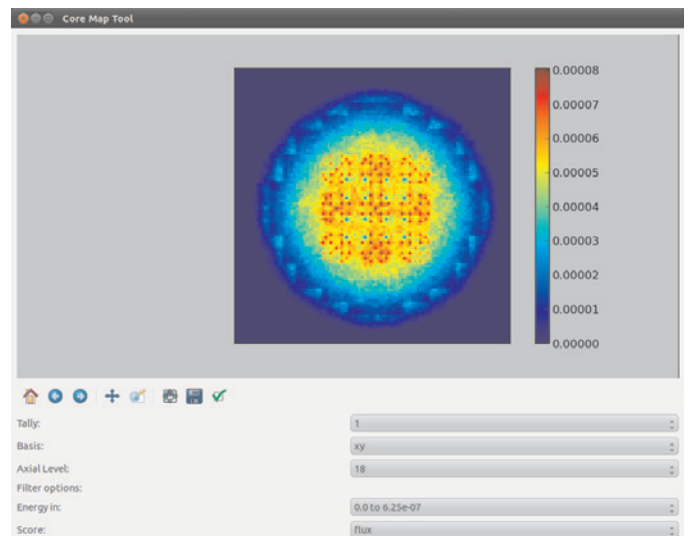 Core Map Tool
0.00008
0.00007
0.00006
0.00005
0.00004
0.00003
0.00002
0.00001
0.00000
Tally: 1
Basis: xy
Axial Level: 18
Filter options:
Energy in: 0.0 to 6.25e-07
Score: flux